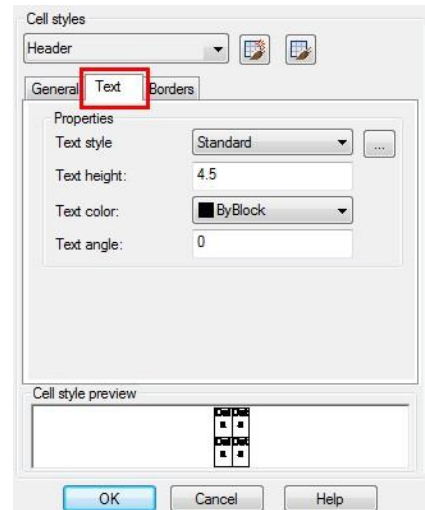 Cell styles
Header
General Text Borders
Properties
Text style Standard ...
Text height: 4.5
Text color: ByBlock
Text angle: 0
Cell style preview
OK Cancel Help